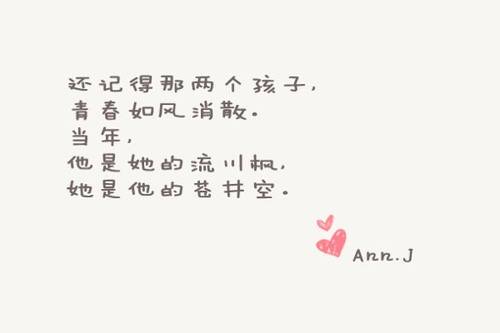 还记得那两个孩子,
青春如风消散。
当年,
他是她的流川枫,
她是他的苍井空。
Ann.J